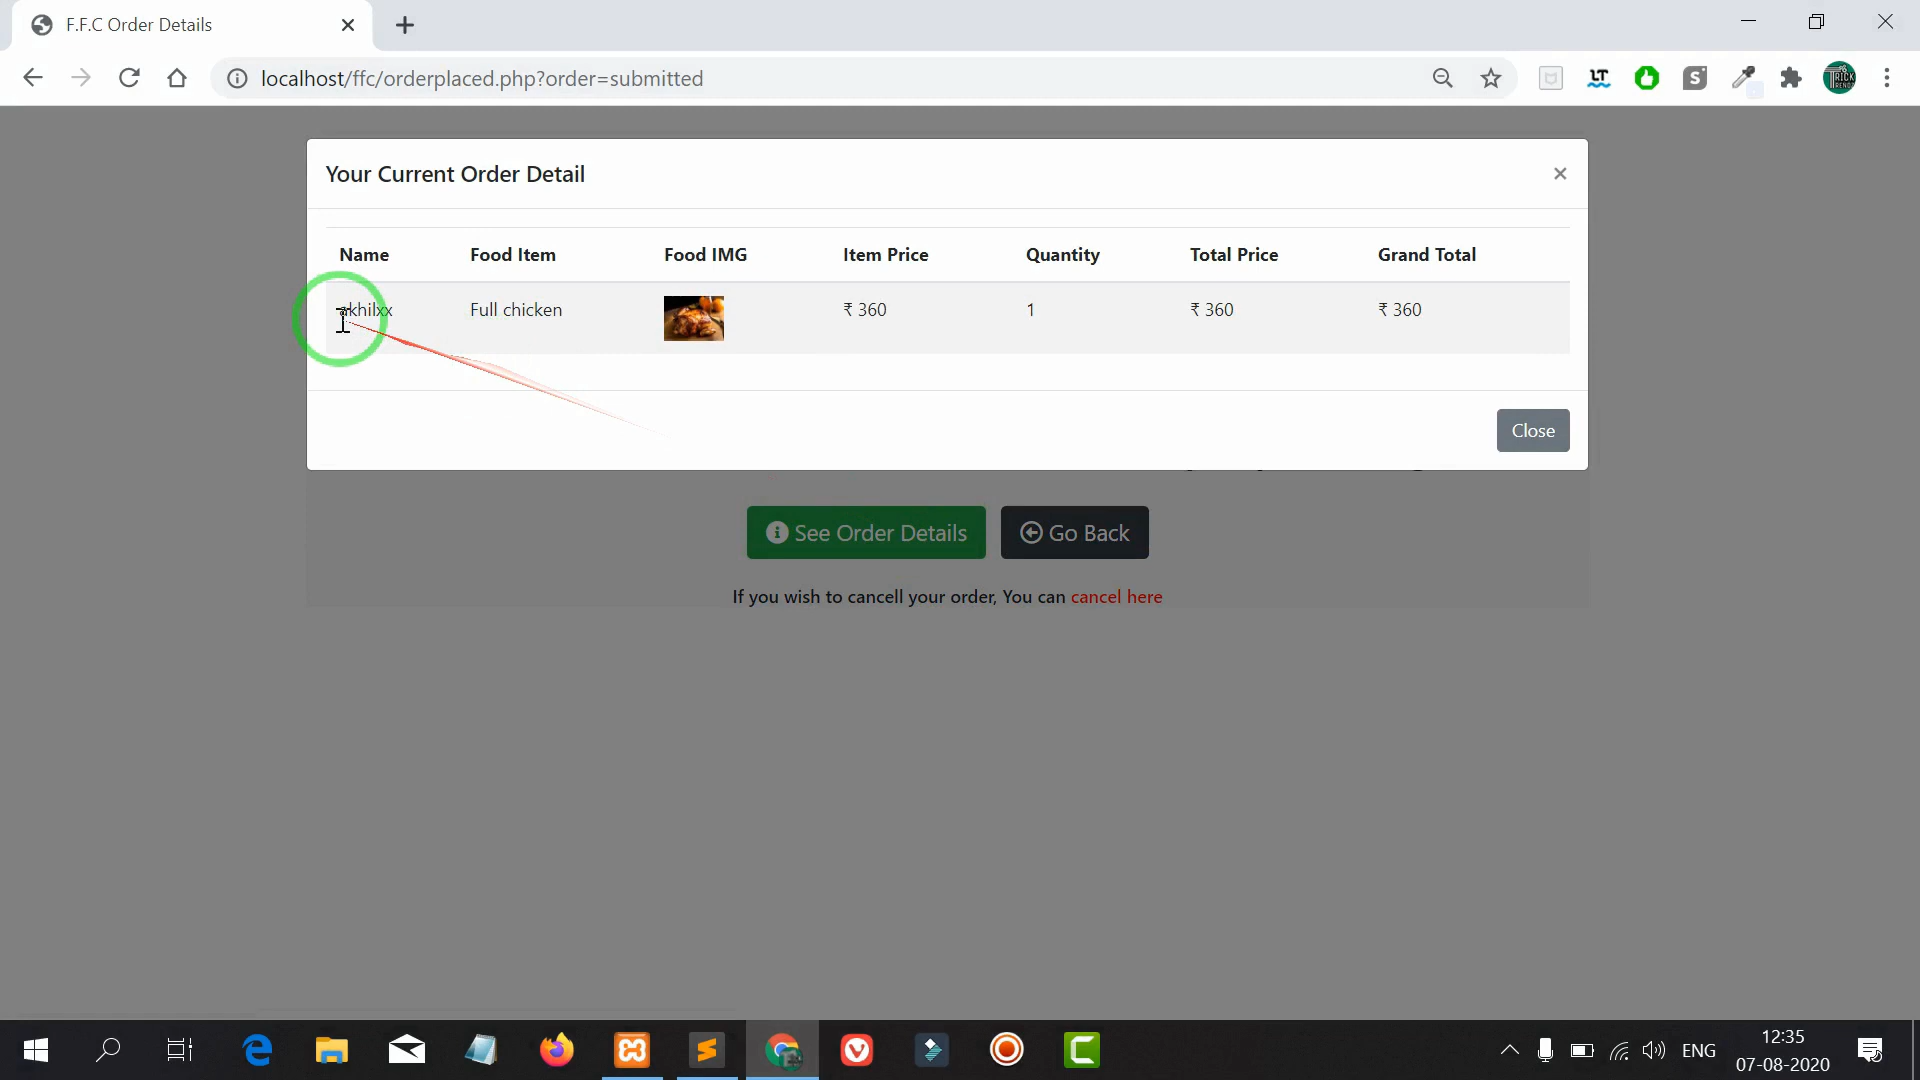 F.F.C Order Details
localhost/ffc/orderplaced.php?order=submitted
Your Current Order Detail
Name Food Item Food IMG Item Price Quantity Total Price Grand Total
akhilxx Full chicken ₹ 360 1 ₹ 360 ₹ 360
Close
See Order Details Go Back
If you wish to cancell your order, You can cancel here
ENG
12:35
07-08-2020